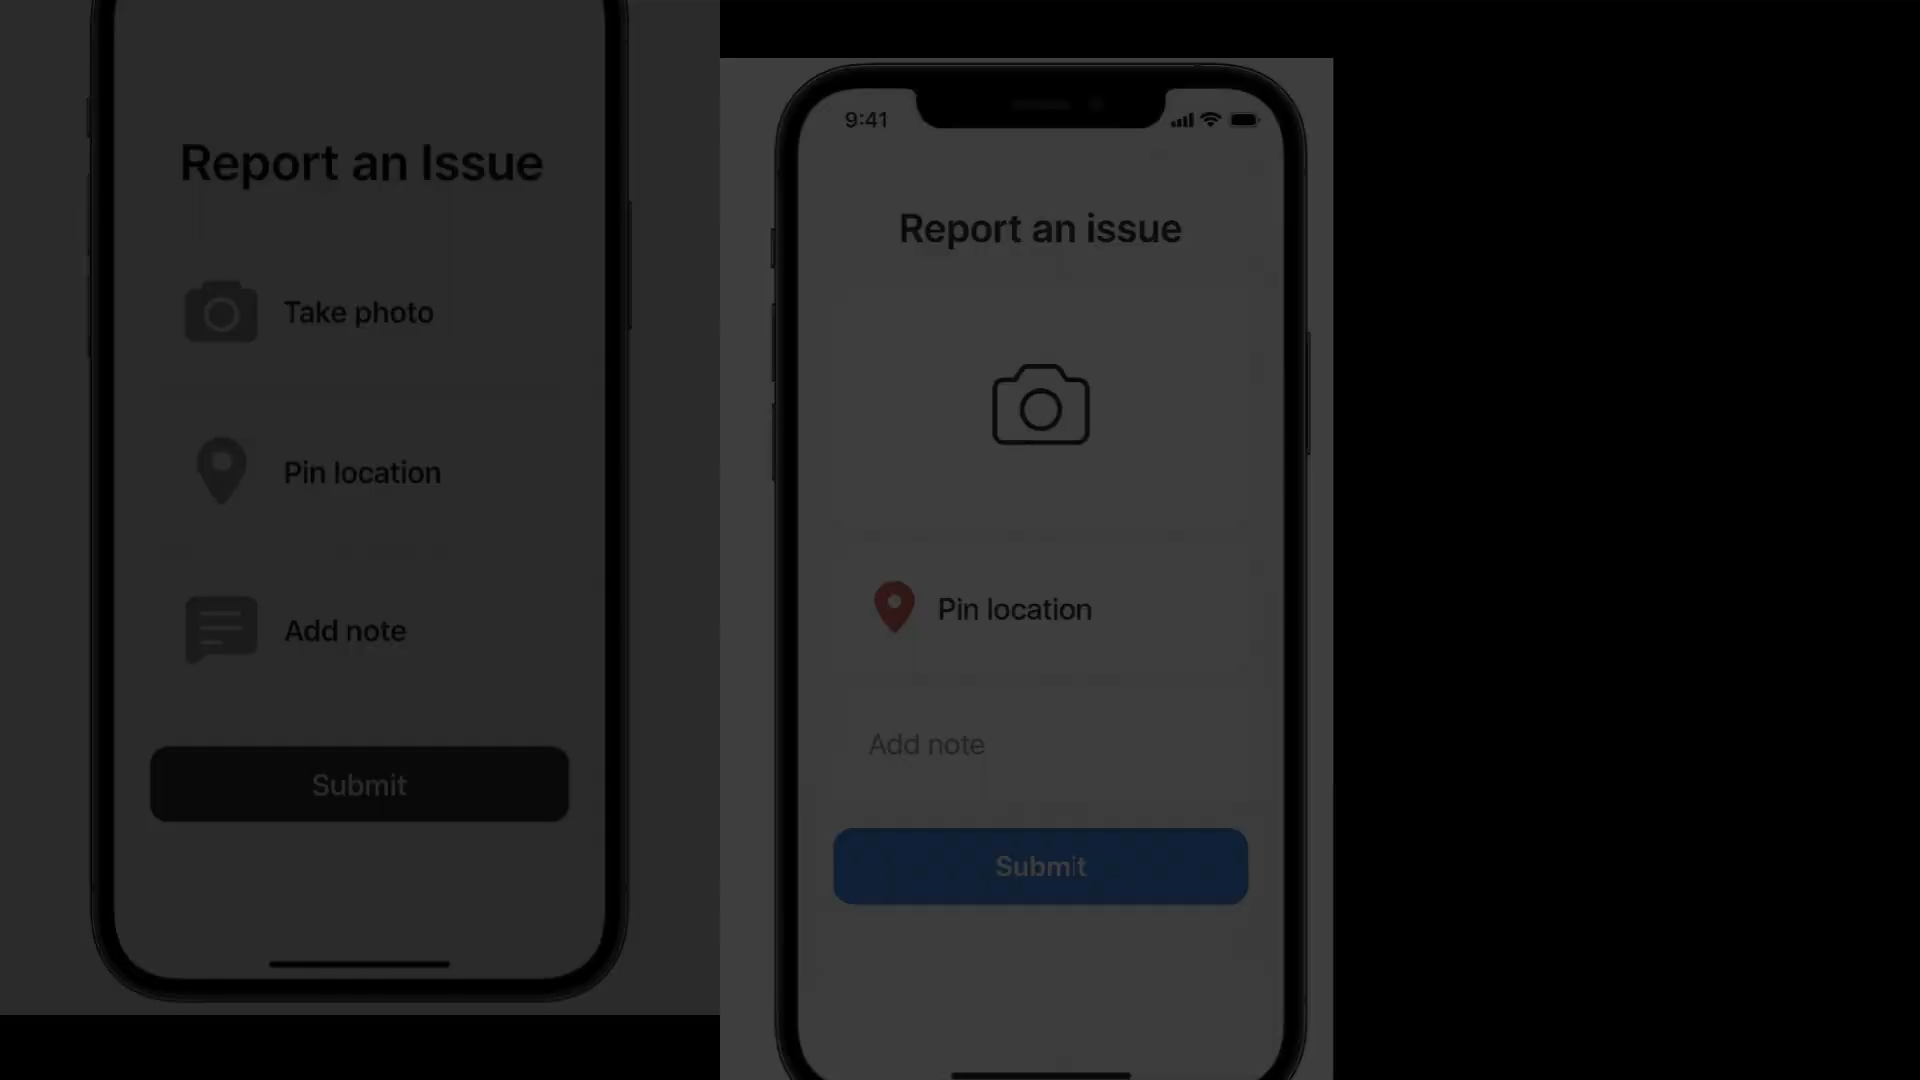 Report an Issue
Take photo
Pin location
Add note
Submit
9:41
Report an issue
Pin location
Add note
Submit